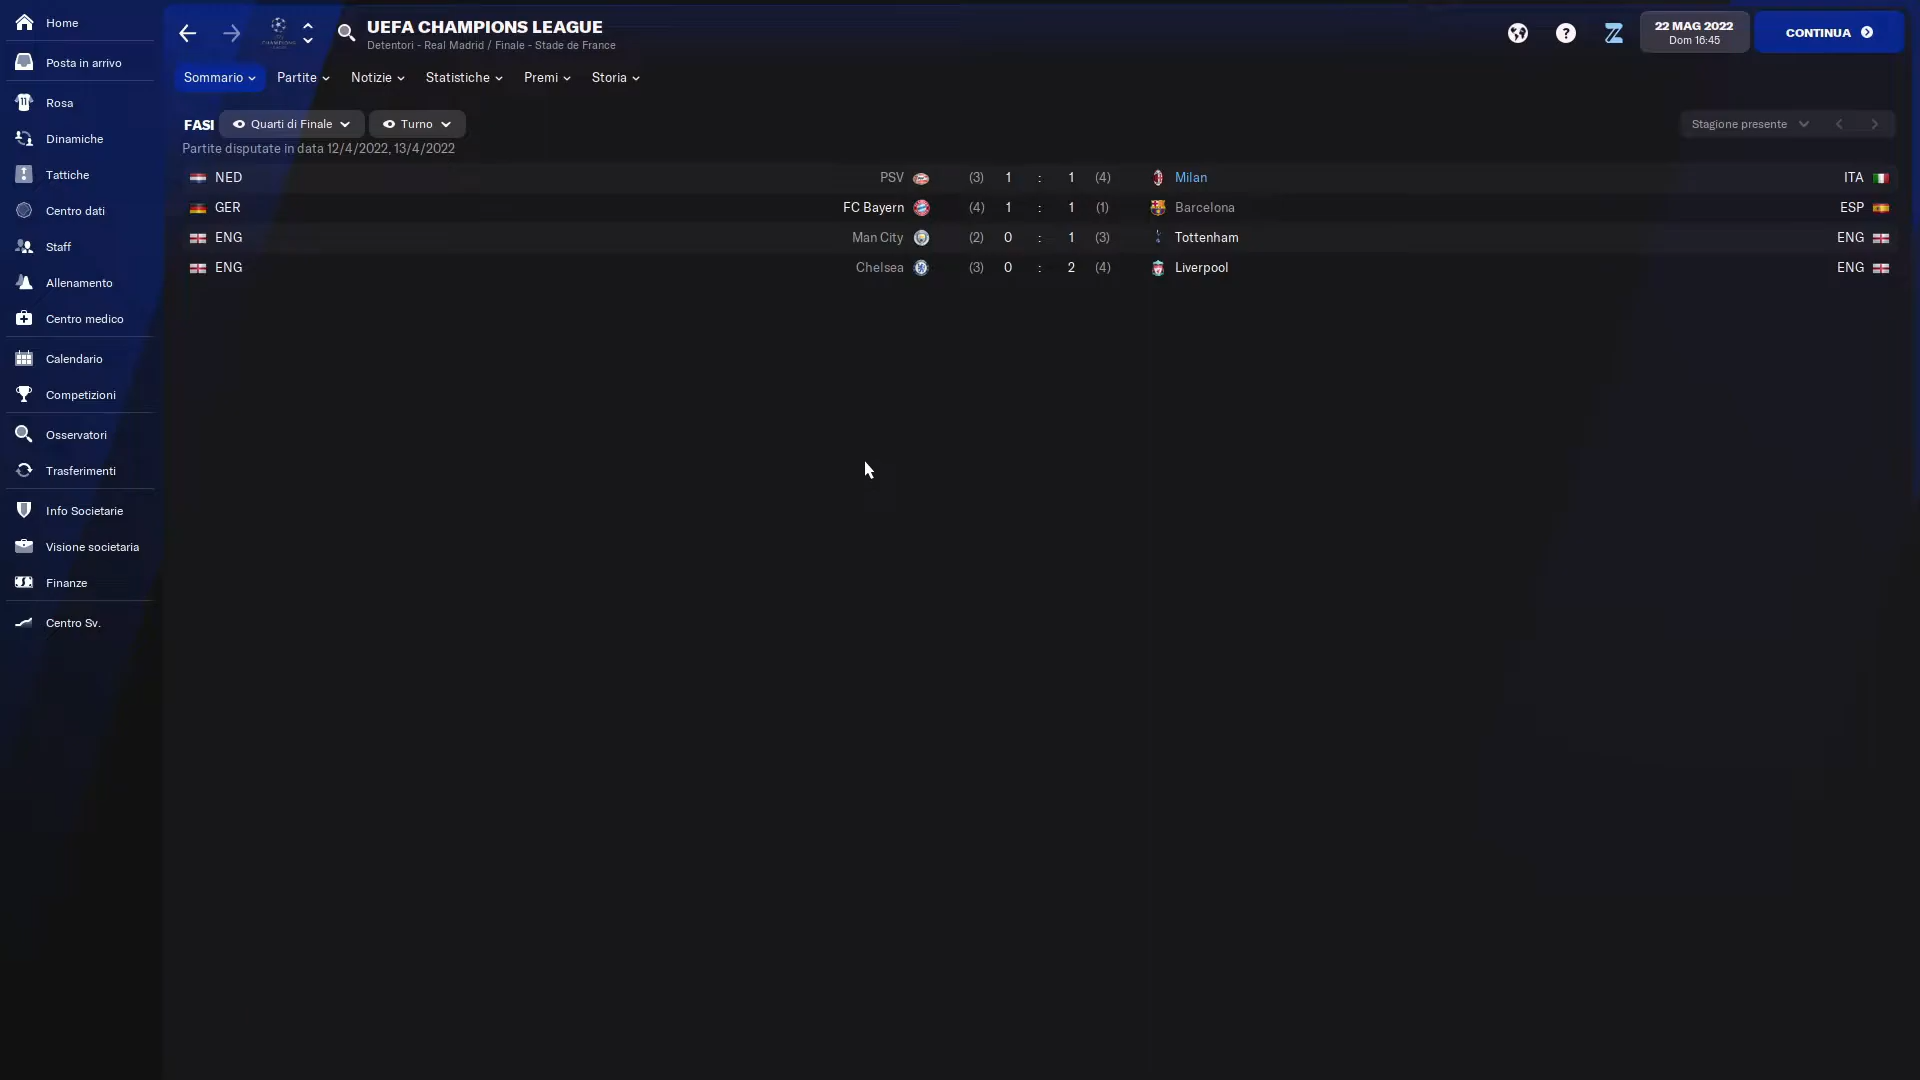 Home
Posta in arrivo
Rosa
Dinamiche
Tattiche
Centro dati
Staff
Allenamento
Centro medico
Calendario
Competizioni
Osservatori
Trasferimenti
Info Societarie
Visione societaria
Finanze
Centro Sv.
UEFA CHAMPIONS LEAGUE
Detentori - Real Madrid / Finale - Stade de France
22 MAG 2022
Dom 16:45
CONTINUA
Sommario Partite Notizie Statistiche Premi Storia
FASI Quarti di Finale Turno Stagione presente
Partite disputate in data 12/4/2022, 13/4/2022
NED PSV (3) 1 : 1 (4) Milan ITA
GER FC Bayern (4) 1 : 1 (1) Barcelona ESP
ENG Man City (2) 0 : 1 (3) Tottenham ENG
ENG Chelsea (3) 0 : 2 (4) Liverpool ENG